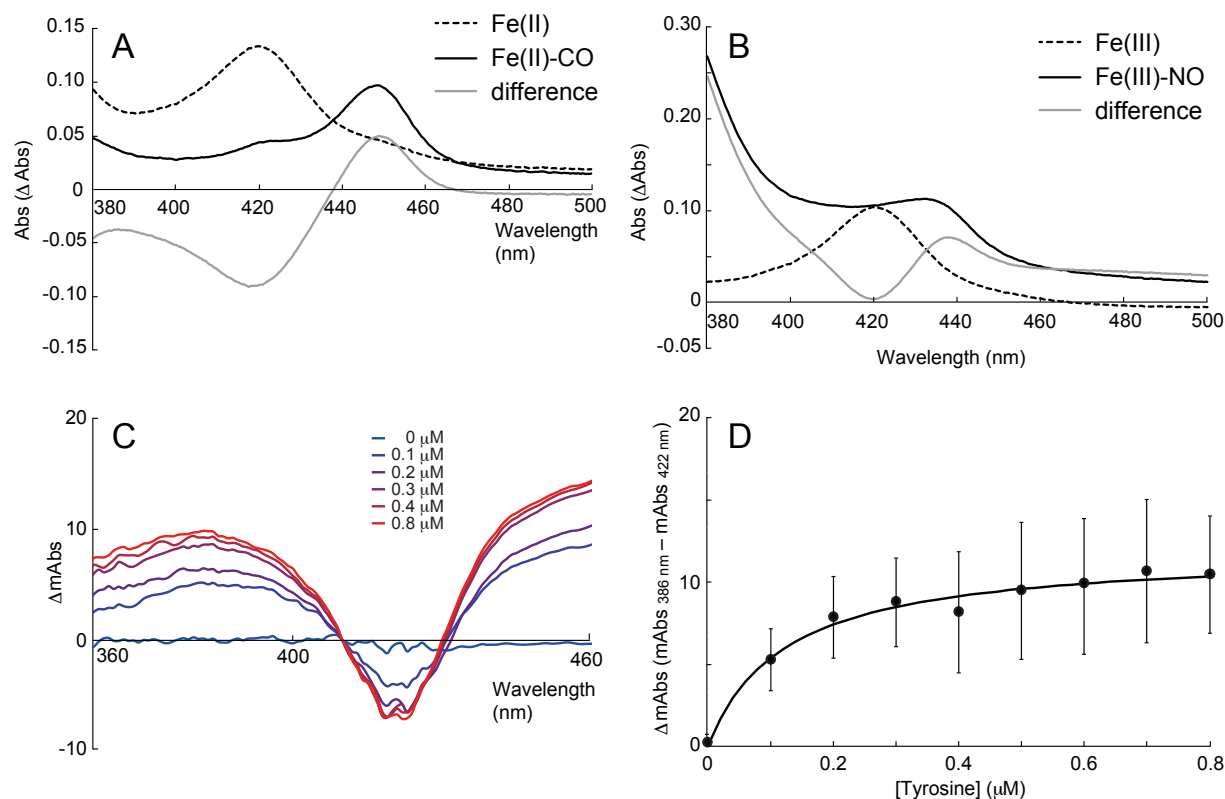 A
Fe(II)
Fe(II)-CO
difference
0.15
0.10
0.05
0
-0.05
-0.10
-0.15
Abs (Δ Abs)
380 400 420 440 460 480 500
Wavelength
(nm)
B
Fe(III)
Fe(III)-NO
difference
0.30
0.20
0.10
0
-0.05
Abs (ΔAbs)
380 400 420 440 460 480 500
Wavelength (nm)
C
0 μM
0.1 μM
0.2 μM
0.3 μM
0.4 μM
0.8 μM
20
10
0
-10
ΔmAbs
360 400 460
Wavelength
(nm)
D
20
10
0
Δ mAbs (mAbs 386 nm – mAbs 422 nm)
0 0.2 0.4 0.6 0.8
[Tyrosine] (μM)